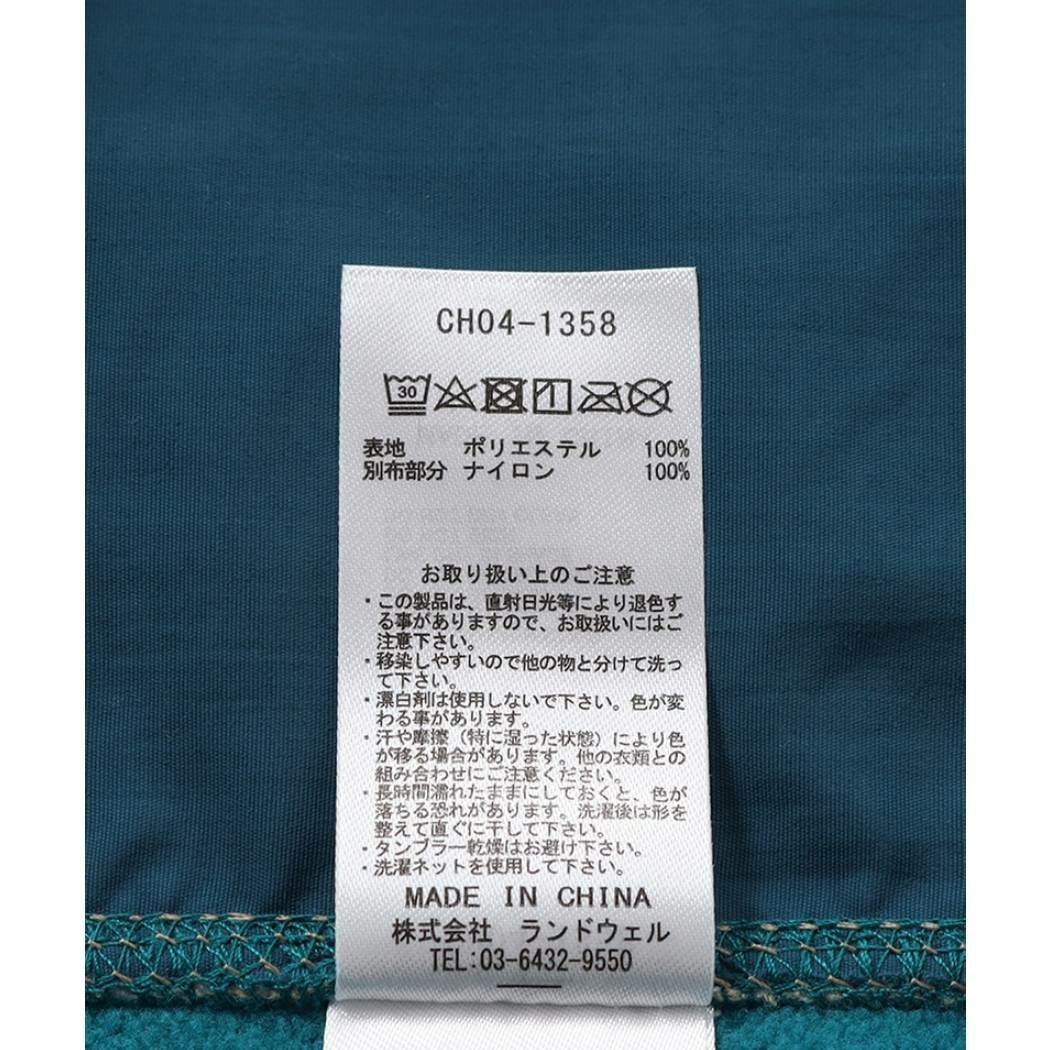 CH04-1358
30
表地 ポリエステル 100%
別布部分 ナイロン 100%
お取り扱い上のご注意
・この製品は、直射日光等により退色す
る事がありますので、お取扱いにはご
注意下さい。
・移染しやすいので他の物と分けて洗っ
て下さい。
・漂白剤は使用しないで下さい。色が変
わる事があります。
・汗や摩擦（特に湿った状態）により色
が移る場合があります。他の衣類との
組み合わせにご注意ください。
・長時間濡れたままにしておくと、色が
落ちる恐れがあります。洗濯後は形を
整えて直ぐに干して下さい。
・タンブラー乾燥はお避け下さい。
・洗濯ネットを使用して下さい。
MADE IN CHINA
株式会社 ランドウェル
TEL:03-6432-9550